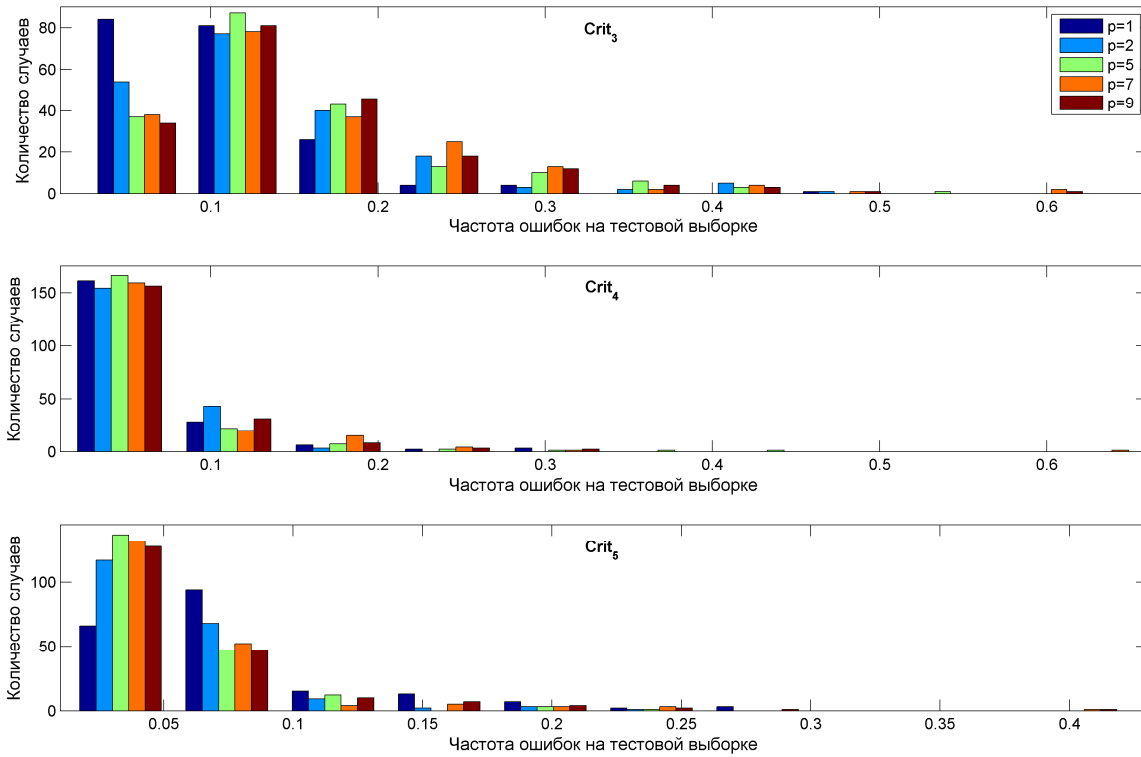 Crit3
p=1
p=2
p=5
p=7
p=9
Количество случаев
80
60
40
20
0
0.1 0.2 0.3 0.4 0.5 0.6
Частота ошибок на тестовой выборке
Crit4
Количество случаев
150
100
50
0
0.1 0.2 0.3 0.4 0.5 0.6
Частота ошибок на тестовой выборке
Crit5
Количество случаев
100
50
0
0.05 0.1 0.15 0.2 0.25 0.3 0.35 0.4
Частота ошибок на тестовой выборке